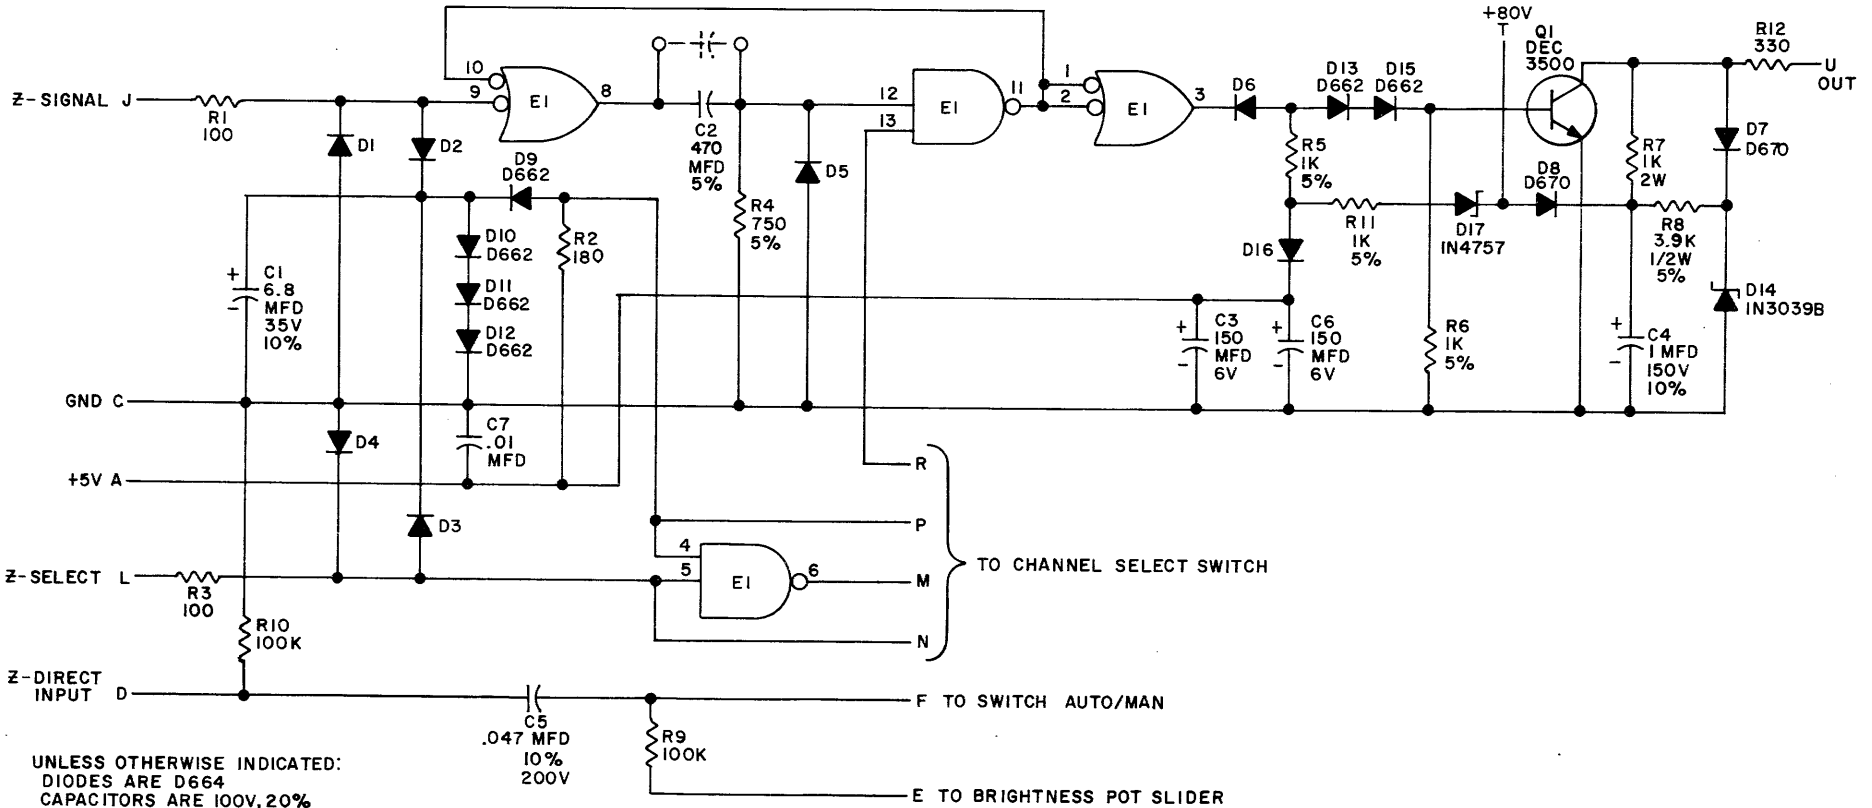 +80V
T
Q1
DEC
3500
R12
330
U
OUT
10
9
E1
8
C2
470
MFD
5%
12
13
E1
11
1
2
E1
3
D6
D13
D662
D15
D662
Ƶ-SIGNAL J
R1
100
D1
D2
D9
D662
D5
R4
750
5%
R5
1K
5%
R7
1K
2W
D7
D670
D8
D670
R11
1K
5%
D17
IN4757
R8
3.9K
1/2W
5%
D16
D10
D662
D11
D662
D12
D662
R2
180
+
C1
6.8
MFD
35V
10%
-
+
C3
150
MFD
6V
-
+
C6
150
MFD
6V
-
R6
1K
5%
+
C4
1 MFD
150V
10%
-
D14
IN3039B
GND C
D4
C7
.01
MFD
R
+5V A
D3
P
4
5
E1
6
M
TO CHANNEL SELECT SWITCH
Ƶ-SELECT L
R3
100
N
R10
100K
Ƶ-DIRECT
INPUT D
C5
.047 MFD
10%
200V
F TO SWITCH AUTO/MAN
R9
100K
E TO BRIGHTNESS POT SLIDER
UNLESS OTHERWISE INDICATED:
DIODES ARE D664
CAPACITORS ARE 100V, 20%